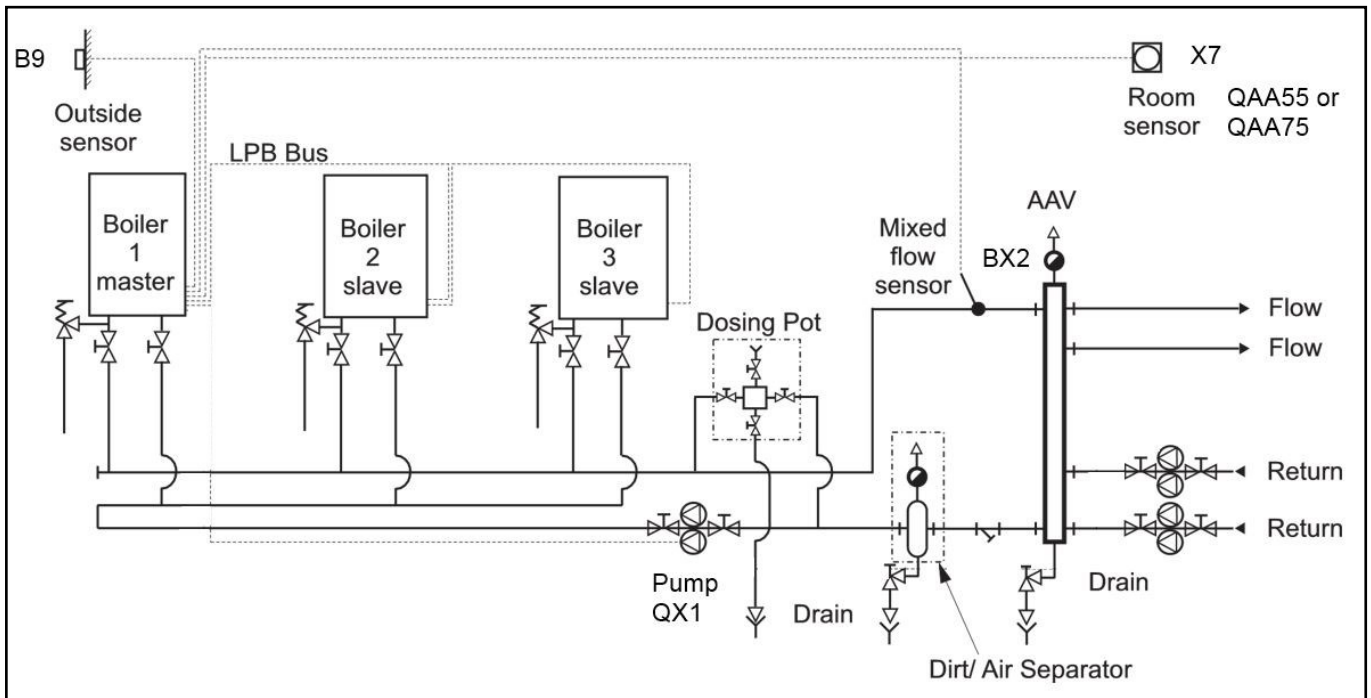 B9
Outside
sensor
X7
Room
sensor
QAA55 or
QAA75
LPB Bus
Boiler
1
master
Boiler
2
slave
Boiler
3
slave
Mixed
flow
sensor
AAV
BX2
Flow
Flow
Dosing Pot
Return
Return
Pump
QX1
Drain
Drain
Dirt/ Air Separator